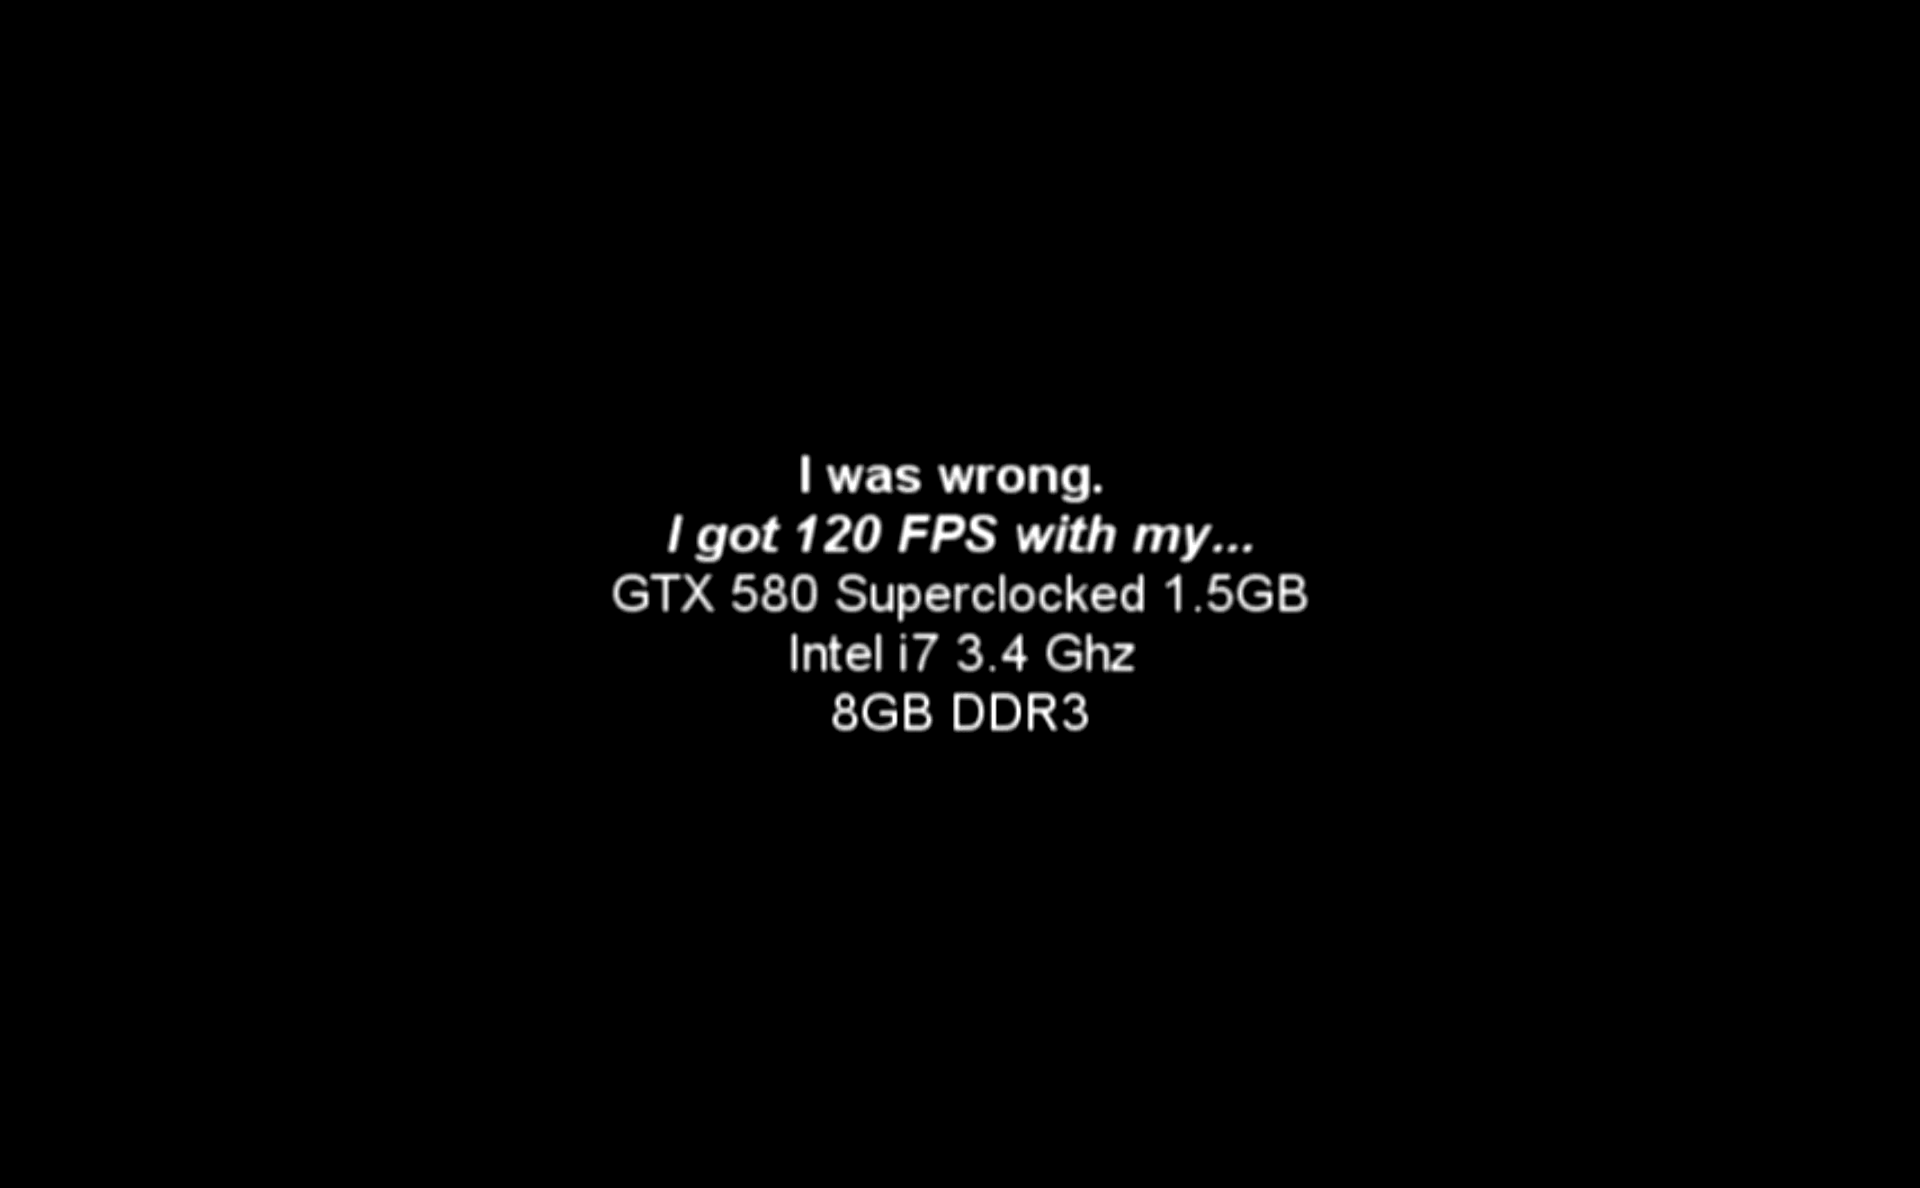 I was wrong.
I got 120 FPS with my...
GTX 580 Superclocked 1.5GB
Intel i7 3.4 Ghz
8GB DDR3